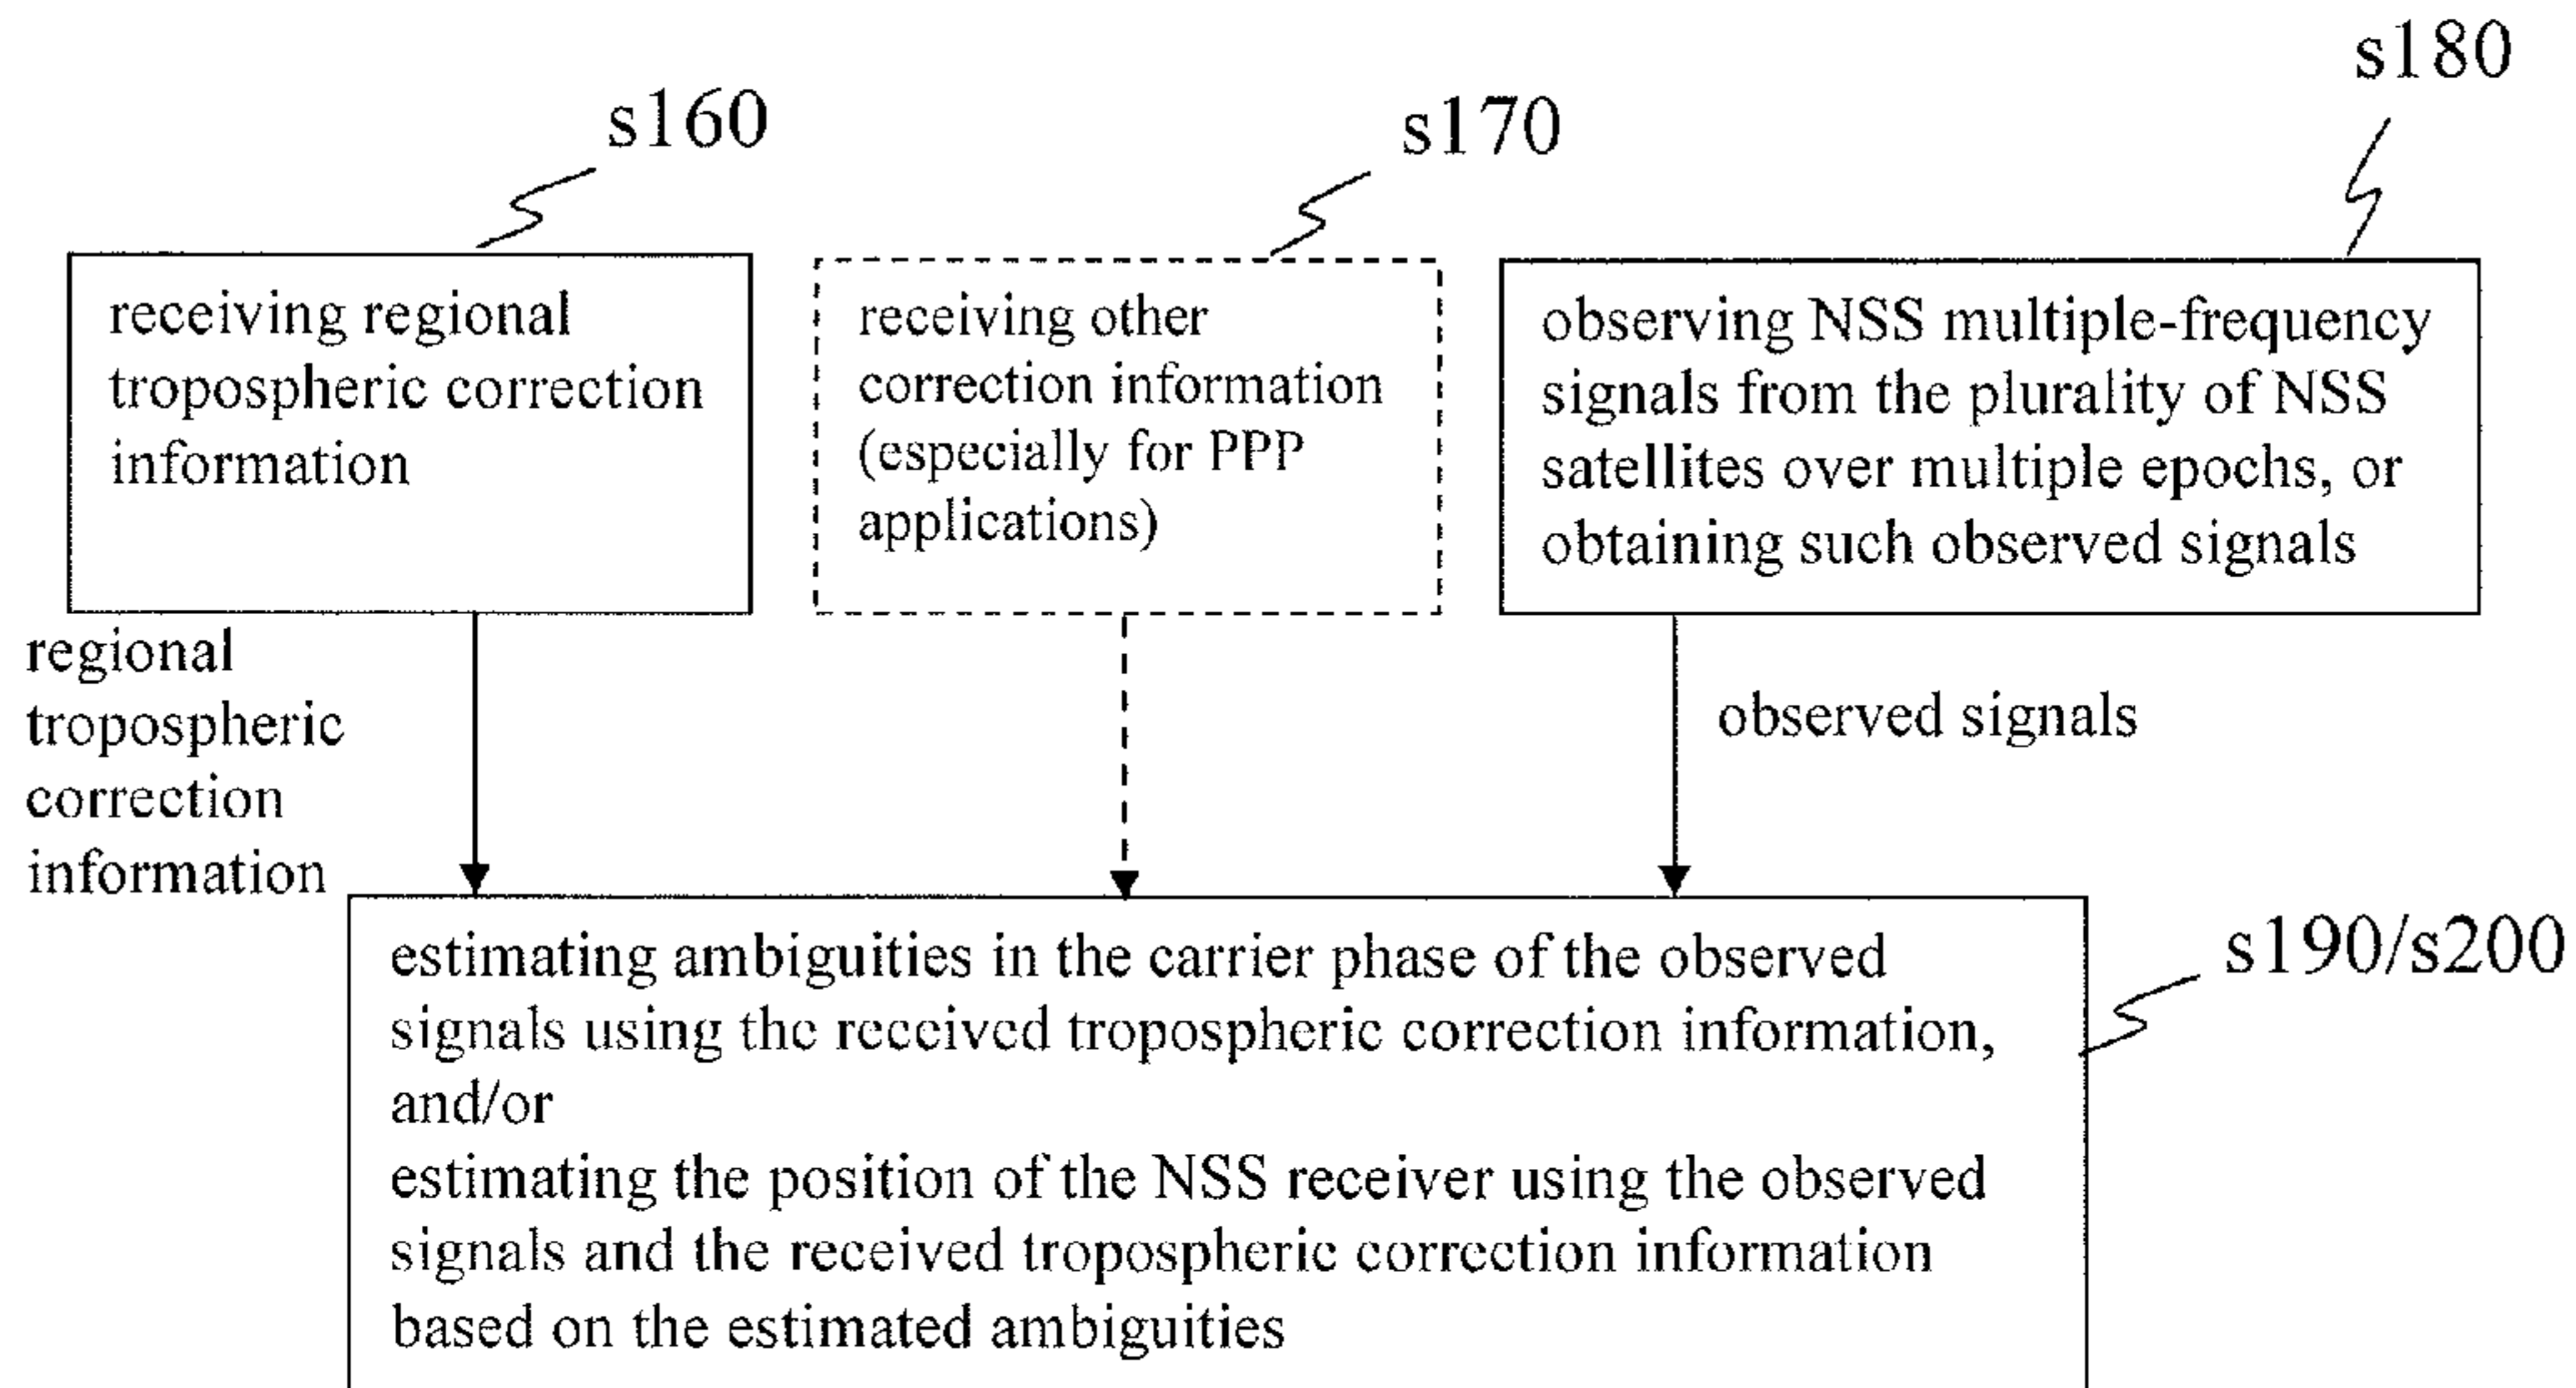 s160
s170
s180
receiving regional
tropospheric correction
information
receiving other
correction information
(especially for PPP
applications)
observing NSS multiple-frequency
signals from the plurality of NSS
satellites over multiple epochs, or
obtaining such observed signals
regional
tropospheric
correction
information
observed signals
s190/s200
estimating ambiguities in the carrier phase of the observed
signals using the received tropospheric correction information,
and/or
estimating the position of the NSS receiver using the observed
signals and the received tropospheric correction information
based on the estimated ambiguities